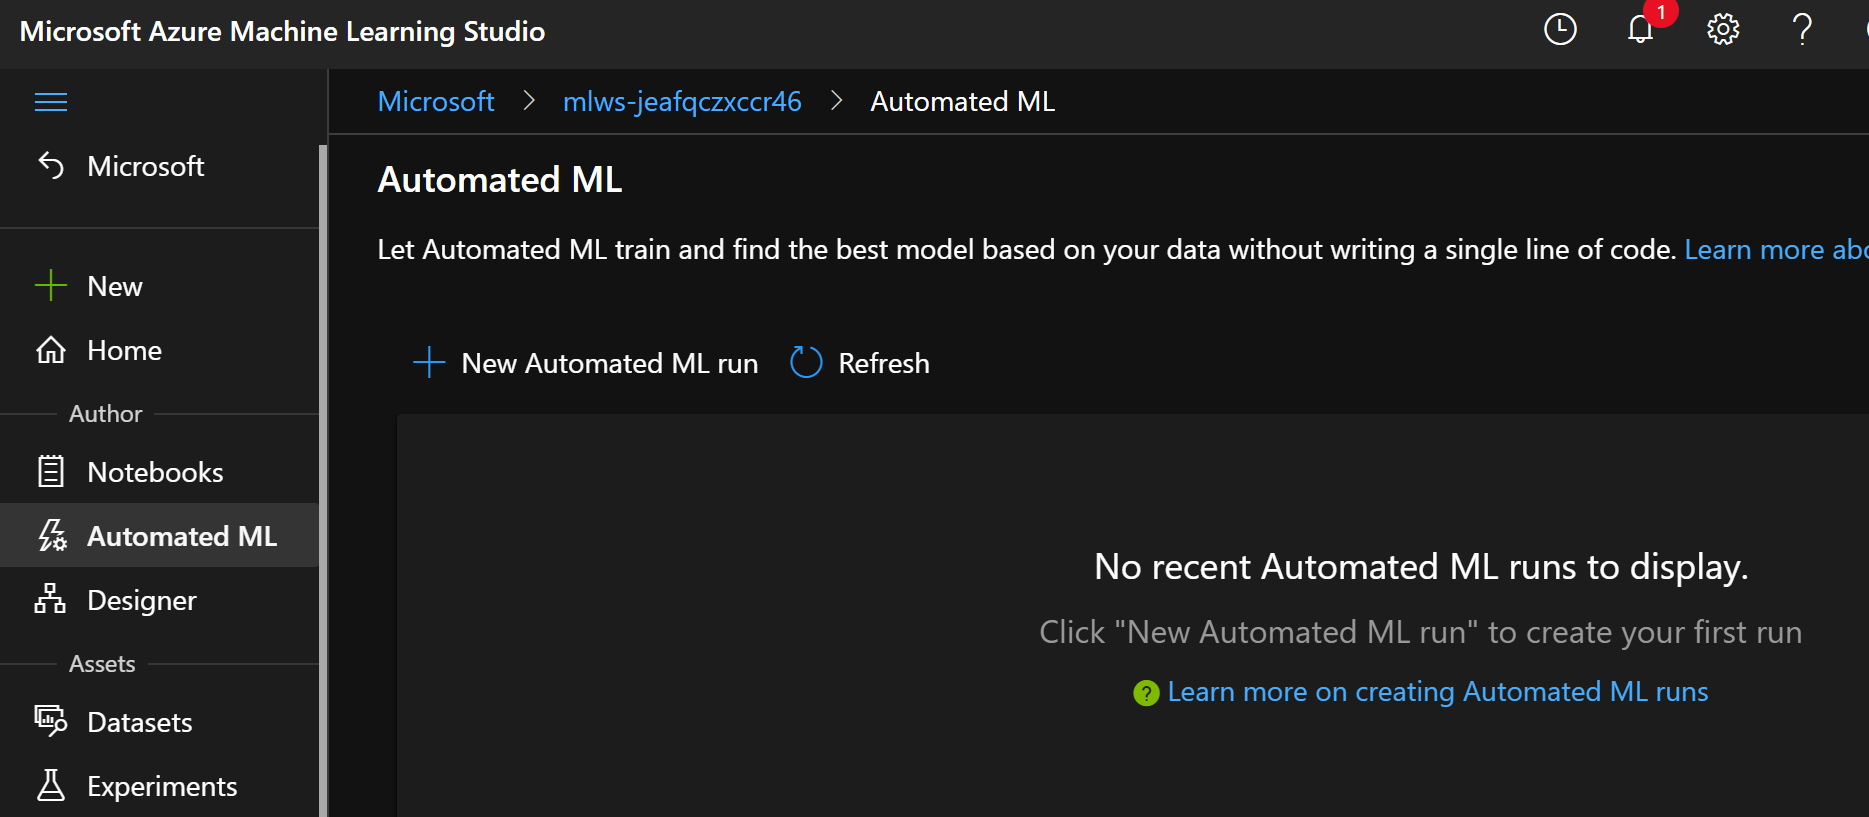 Microsoft Azure Machine Learning Studio
1
Microsoft > mlws-jeafqczxccr46 > Automated ML
Microsoft
New
Home
Author
Notebooks
Automated ML
Designer
Assets
Datasets
Experiments
Automated ML
Let Automated ML train and find the best model based on your data without writing a single line of code. Learn more
New Automated ML run Refresh
No recent Automated ML runs to display.
Click "New Automated ML run" to create your first run
? Learn more on creating Automated ML runs